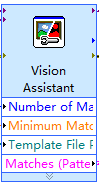 Vision
Assistant
Number of Ma
Minimum Matc
Template File P
Matches (Patte